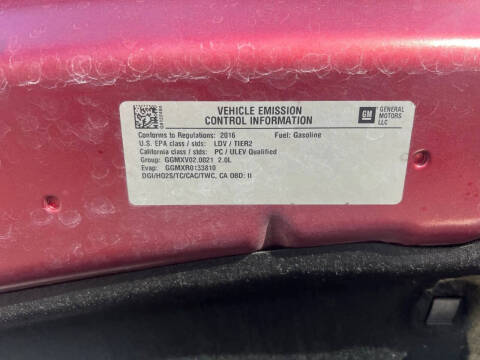 VEHICLE EMISSION
CONTROL INFORMATION
GM GENERAL MOTORS LLC
Conforms to Regulations: 2016 Fuel: Gasoline
U.S. EPA class / stds: LDV / TIER2
California class / stds: PC / ULEV Qualified
Group: GGMXV02.0021 2.0L
Evap: GGMXR0133810
DGI/HO2S/TC/CAC/TWC, CA OBD: II